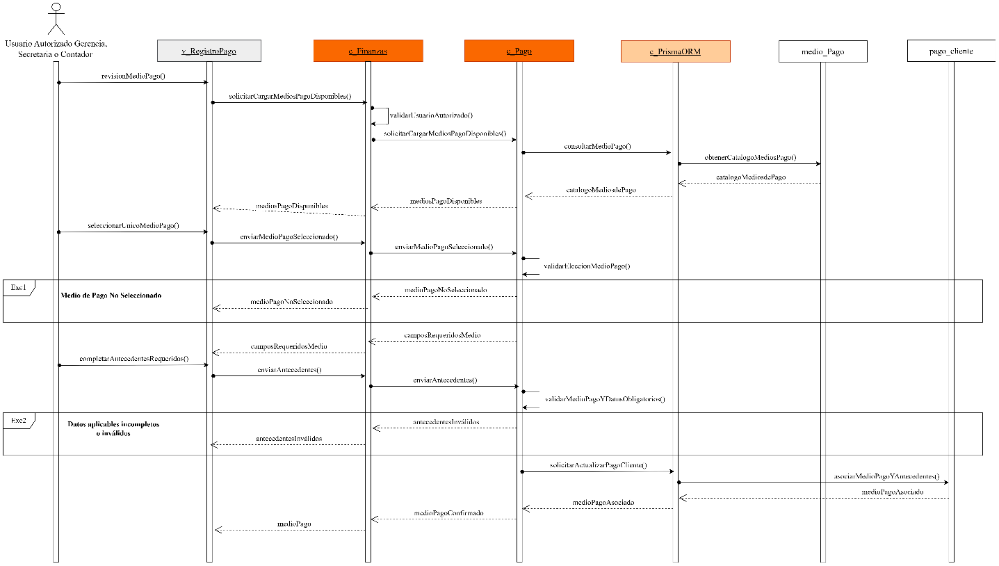 Usuario Autorizado Gerencia,
Secretaria o Contador
v_RegistroPago
c_Finanzas
c_Pago
c_PrismaORM
medio_Pago
pago_cliente
revisionMedioPago()
solicitarCargarMediosPagoDisponibles()
validarUsuarioAutorizado()
solicitarCargarMediosPagoDisponibles()
consultarMedioPago()
obtenerCatalogoMediosPago()
catalogoMediosdePago
catalogoMediosdePago
mediosPagoDisponibles
mediosPagoDisponibles
seleccionarUnicoMedioPago()
enviarMedioPagoSeleccionado()
enviarMedioPagoSeleccionado()
validarEleccionMedioPago()
Exc1
Medio de Pago No Seleccionado
medioPagoNoSeleccionado
medioPagoNoSeleccionado
camposRequeridosMedio
camposRequeridosMedio
completarAntecedentesRequeridos()
enviarAntecedentes()
enviarAntecedentes()
validarMedioPagoYDatosObligatorios()
Exc2
Datos aplicables incompletos
o inválidos
antecedentesInválidos
antecedentesInválidos
solicitarActualizarPagoCliente()
asociarMedioPagoYAntecedentes()
medioPagoAsociado
medioPagoAsociado
medioPagoConfirmado
medioPago